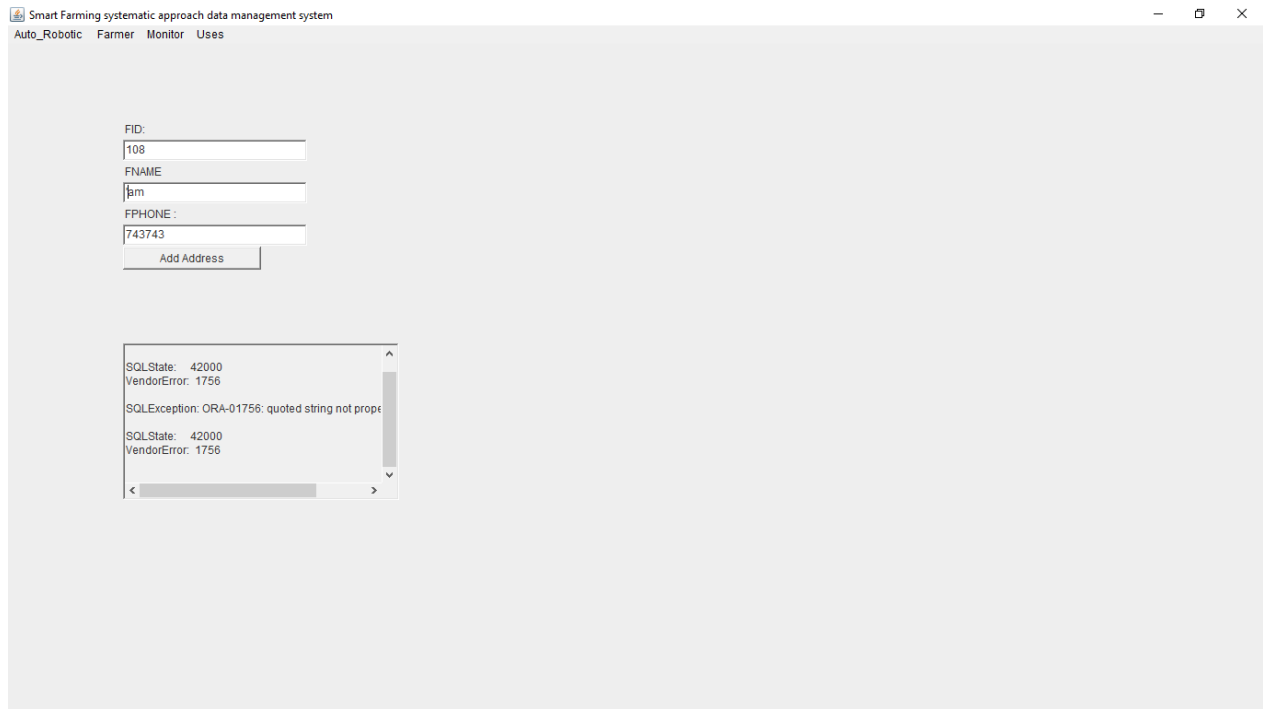 Smart Farming systematic approach data management system
Auto_Robotic Farmer Monitor Uses
FID:
108
FNAME
'am
FPHONE :
743743
Add Address
SQLState: 42000
VendorError: 1756
SQLException: ORA-01756: quoted string not prope
SQLState: 42000
VendorError: 1756